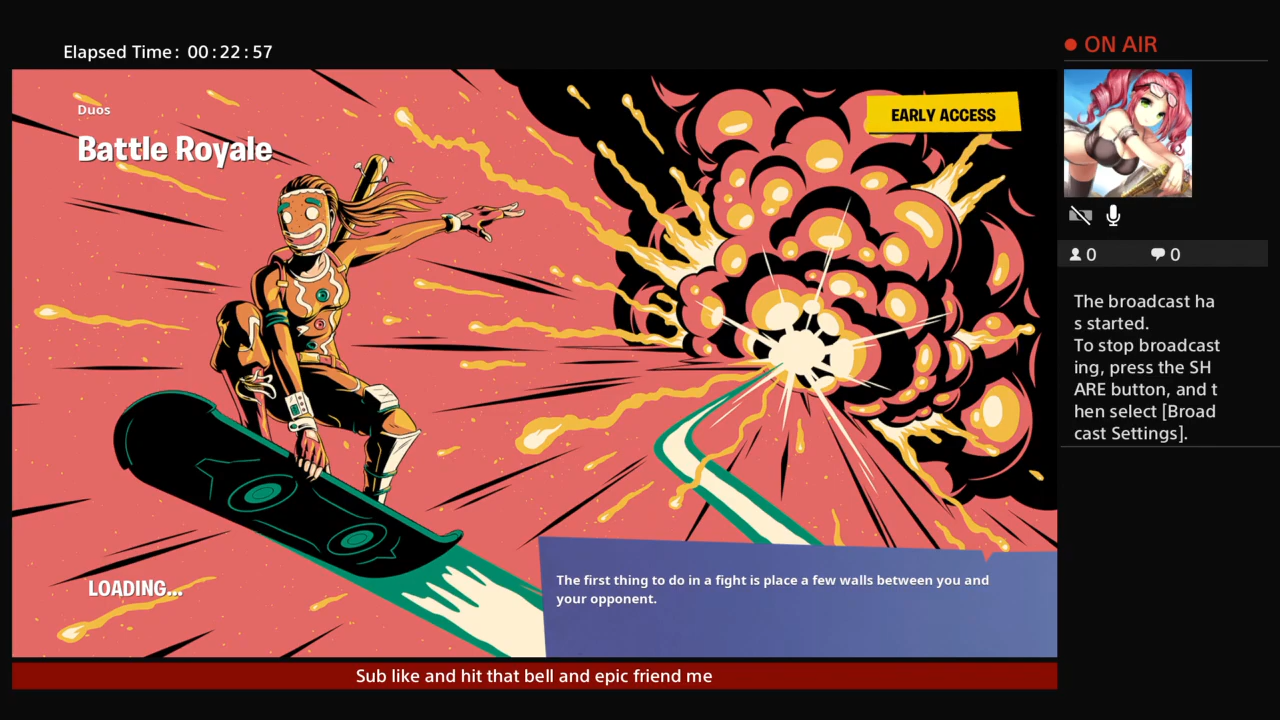 Elapsed Time: 00:22:57
ON AIR
Duos
Battle Royale
EARLY ACCESS
0
0
The broadcast ha
s started.
To stop broadcast
ing, press the SH
ARE button, and t
hen select [Broad
cast Settings].
LOADING...
The first thing to do in a fight is place a few walls between you and
your opponent.
Sub like and hit that bell and epic friend me